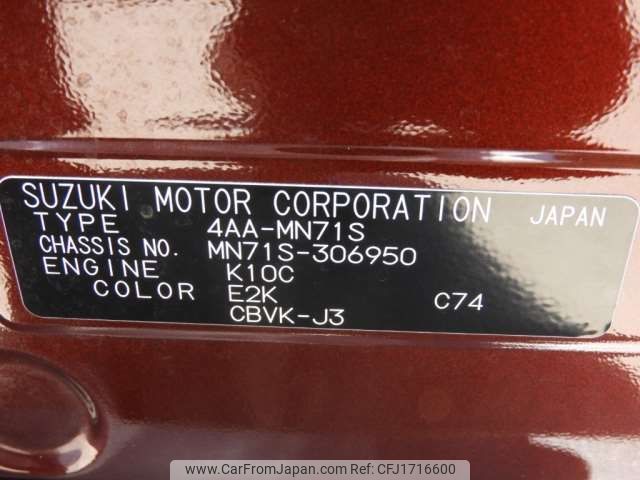 SUZUKI MOTOR CORPORATION JAPAN
TYPE 4AA-MN71S
CHASSIS NO. MN71S-306950
ENGINE K10C
COLOR E2K C74
CBVK-J3
www.CarFromJapan.com | CFJ1716600